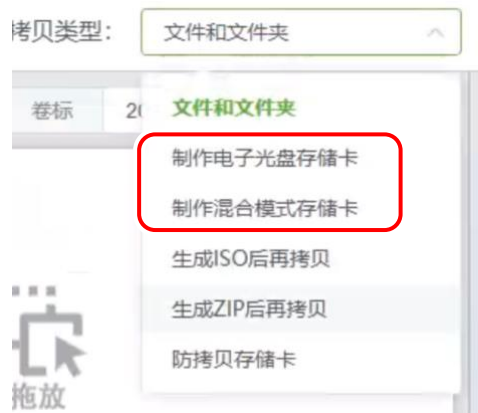 拷贝类型：
文件和文件夹
卷标
文件和文件夹
制作电子光盘存储卡
制作混合模式存储卡
生成ISO后再拷贝
生成ZIP后再拷贝
防拷贝存储卡
拖放